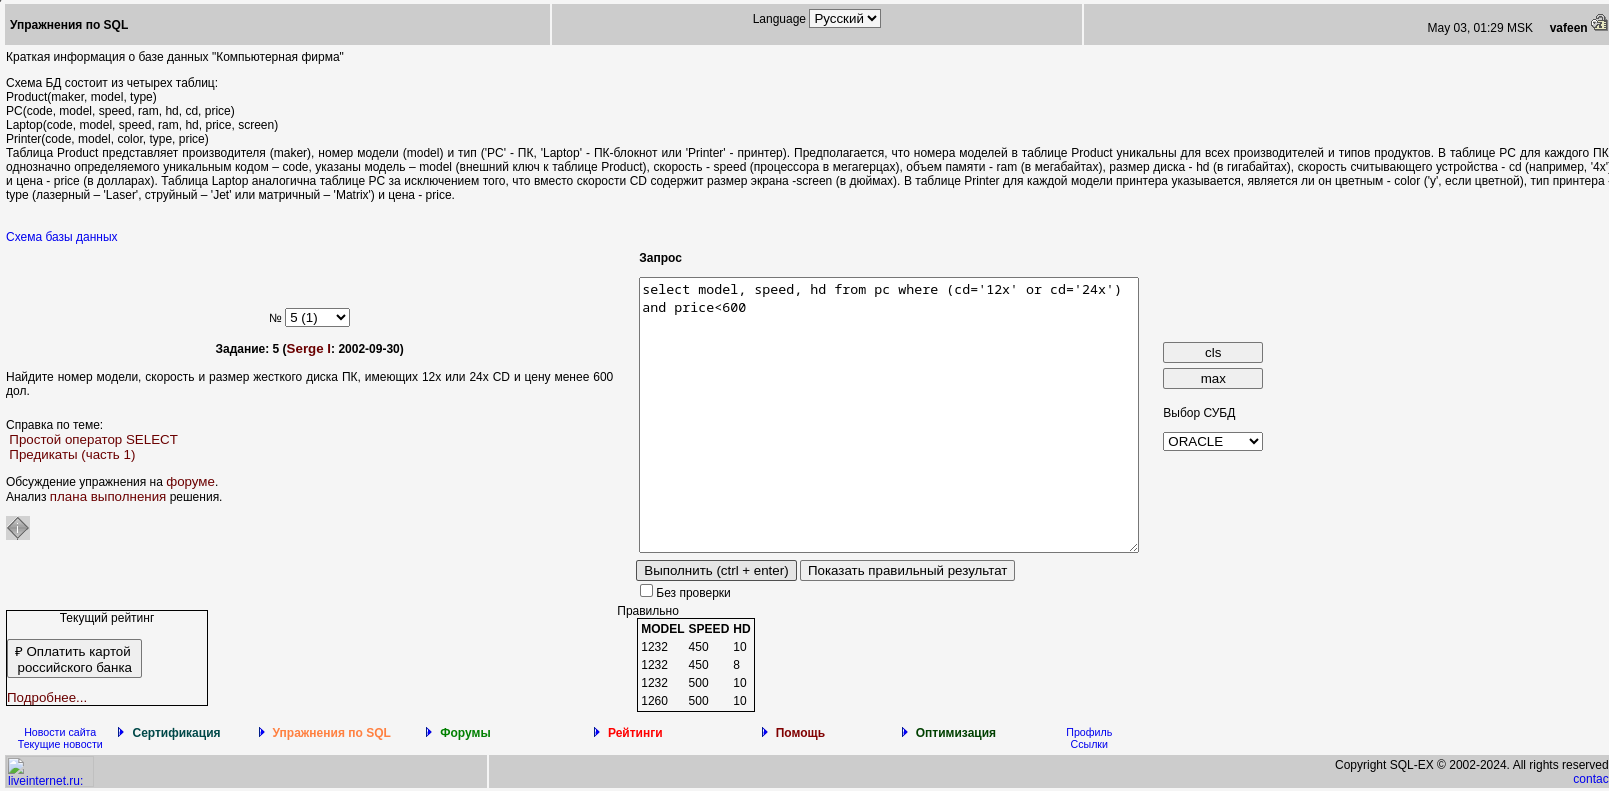 Упражнения по SQL
Language Русский
May 03, 01:29 MSK vafeen
Краткая информация о базе данных "Компьютерная фирма"
Схема БД состоит из четырех таблиц:
Product(maker, model, type)
PC(code, model, speed, ram, hd, cd, price)
Laptop(code, model, speed, ram, hd, price, screen)
Printer(code, model, color, type, price)
Таблица Product представляет производителя (maker), номер модели (model) и тип ('PC' - ПК, 'Laptop' - ПК-блокнот или 'Printer' - принтер). Предполагается, что номера моделей в таблице Product уникальны для всех производителей и типов продуктов. В таблице PC для каждого ПК
однозначно определяемого уникальным кодом – code, указаны модель – model (внешний ключ к таблице Product), скорость - speed (процессора в мегагерцах), объем памяти - ram (в мегабайтах), размер диска - hd (в гигабайтах), скорость считывающего устройства - cd (например, '4x')
и цена - price (в долларах). Таблица Laptop аналогична таблице PC за исключением того, что вместо скорости CD содержит размер экрана -screen (в дюймах). В таблице Printer для каждой модели принтера указывается, является ли он цветным - color ('y', если цветной), тип принтера -
type (лазерный – 'Laser', струйный – 'Jet' или матричный – 'Matrix') и цена - price.
Схема базы данных
№ 5 (1)
Задание: 5 (Serge I: 2002-09-30)
Найдите номер модели, скорость и размер жесткого диска ПК, имеющих 12x или 24x CD и цену менее 600
дол.
Справка по теме:
Простой оператор SELECT
Предикаты (часть 1)
Обсуждение упражнения на форуме.
Анализ плана выполнения решения.
Запрос
select model, speed, hd from pc where (cd='12x' or cd='24x')
and price<600
cls
max
Выбор СУБД
ORACLE
Выполнить (ctrl + enter) Показать правильный результат
Без проверки
Правильно
MODEL SPEED HD
1232 450 10
1232 450 8
1232 500 10
1260 500 10
Текущий рейтинг
₽ Оплатить картой
российского банка
Подробнее...
Новости сайта
Текущие новости
Сертификация
Упражнения по SQL
Форумы
Рейтинги
Помощь
Оптимизация
Профиль
Ссылки
liveinternet.ru:
Copyright SQL-EX © 2002-2024. All rights reserved
contac